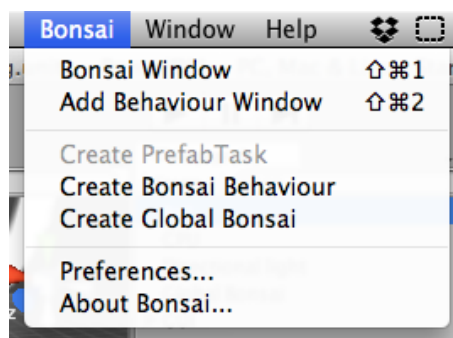 Bonsai Window Help
Bonsai Window ⇧⌘1
Add Behaviour Window ⇧⌘2
Create PrefabTask
Create Bonsai Behaviour
Create Global Bonsai
Preferences...
About Bonsai...